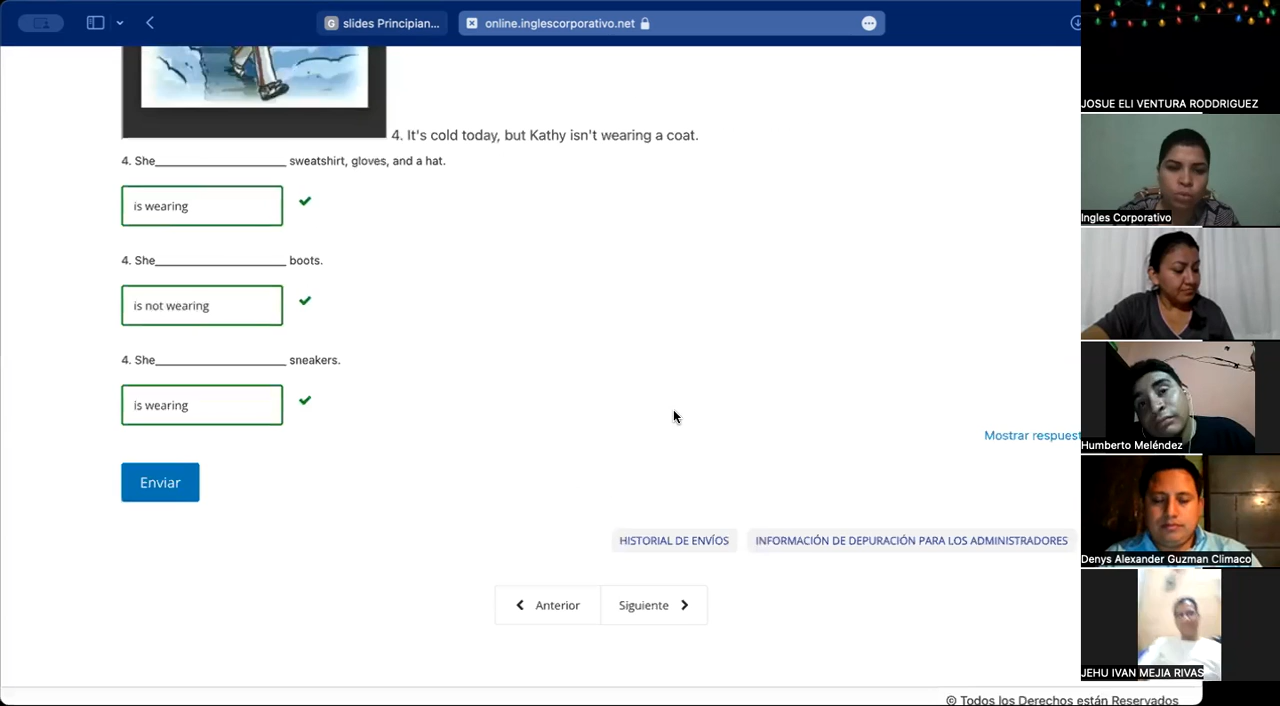 slides Principian...
online.inglescorporativo.net
4. It's cold today, but Kathy isn't wearing a coat.
4. She____________________ sweatshirt, gloves, and a hat.
is wearing
4. She____________________ boots.
is not wearing
4. She____________________ sneakers.
is wearing
Mostrar respuest
Enviar
HISTORIAL DE ENVÍOS
INFORMACIÓN DE DEPURACIÓN PARA LOS ADMINISTRADORES
Anterior
Siguiente
© Todos los Derechos están Reservados
JOSUE ELI VENTURA RODDRIGUEZ
Ingles Corporativo
Humberto Meléndez
Denys Alexander Guzman Climaco
JEHU IVAN MEJIA RIVAS